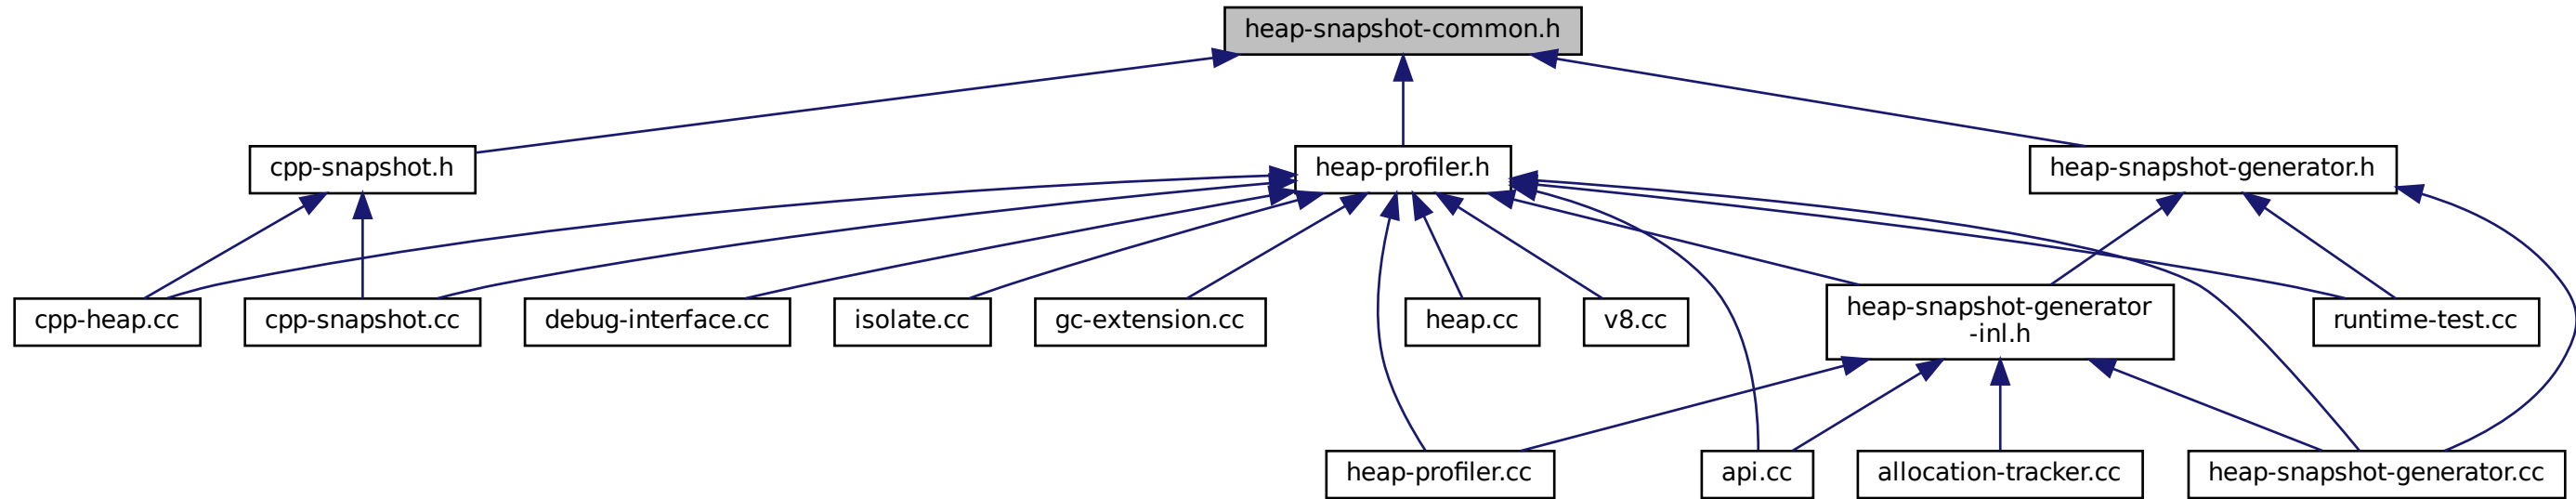 heap-snapshot-common.h
cpp-snapshot.h
heap-profiler.h
heap-snapshot-generator.h
cpp-heap.cc
cpp-snapshot.cc
debug-interface.cc
isolate.cc
gc-extension.cc
heap.cc
v8.cc
heap-snapshot-generator
-inl.h
runtime-test.cc
heap-profiler.cc
api.cc
allocation-tracker.cc
heap-snapshot-generator.cc